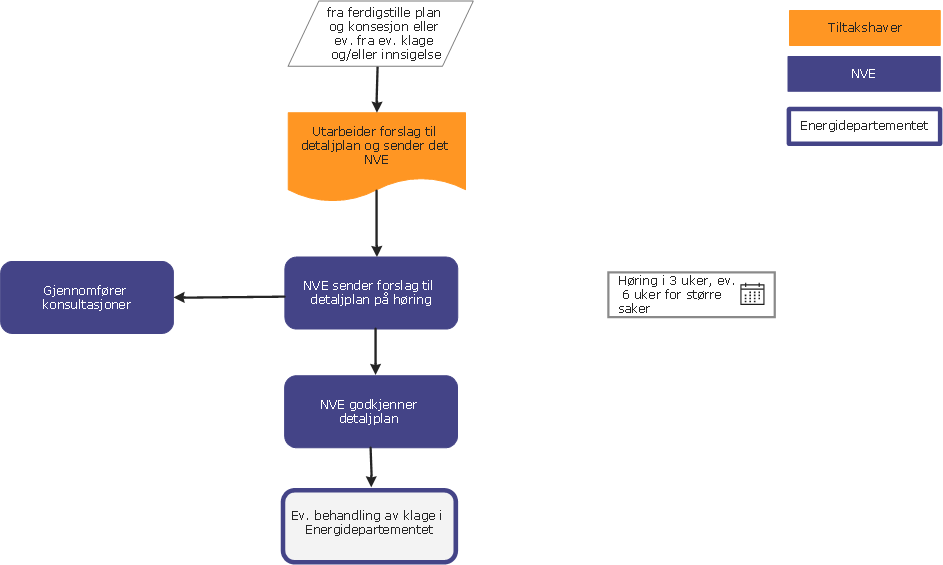 fra ferdigstille plan
og konsesjon eller
ev. fra ev. klage
og/eller innsigelse
Tiltakshaver
NVE
Energidepartementet
Utarbeider forslag til
detaljplan og sender det
NVE
Gjennomfører
konsultasjoner
NVE sender forslag til
detaljplan på høring
Høring i 3 uker, ev.
6 uker for større
saker
NVE godkjenner
detaljplan
Ev. behandling av klage i
Energidepartementet